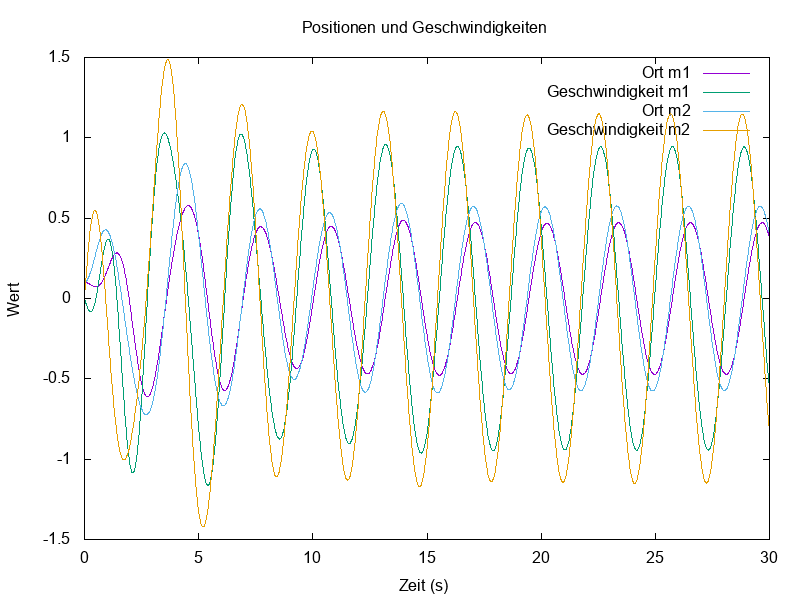 Positionen und Geschwindigkeiten
1.5
1
0.5
0
-0.5
-1
-1.5
Wert
Ort m1
Geschwindigkeit m1
Ort m2
Geschwindigkeit m2
0 5 10 15 20 25 30
Zeit (s)